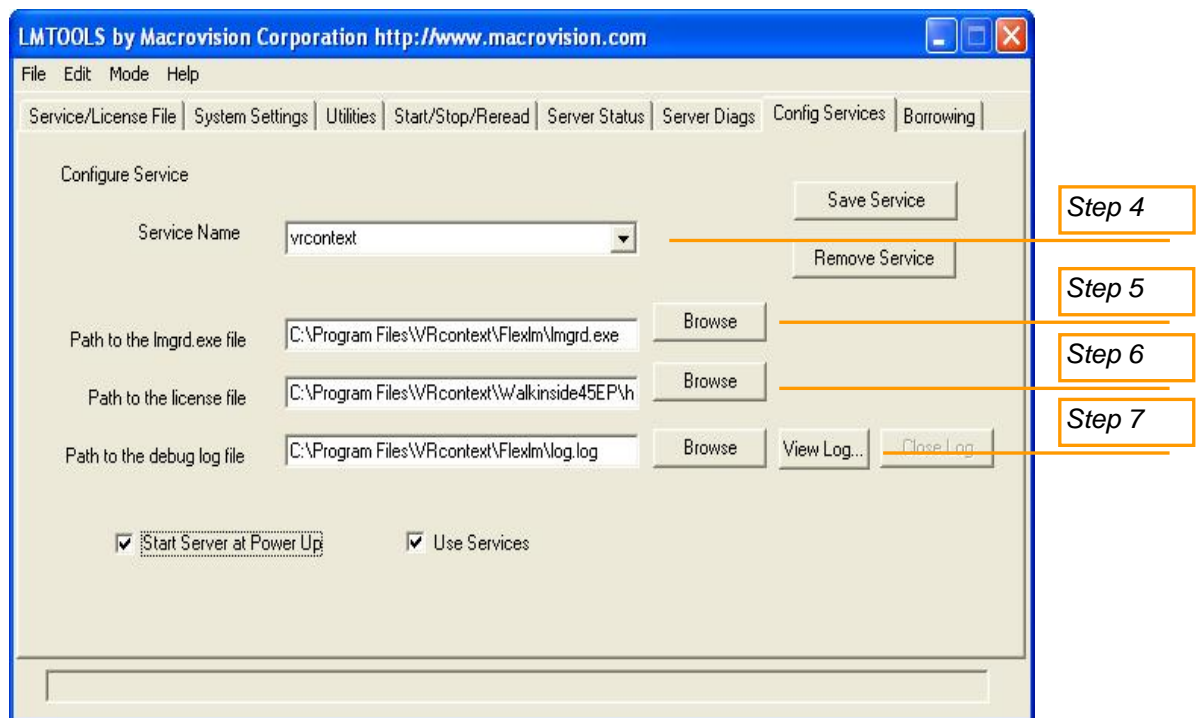 LMTOOLS by Macrovision Corporation http://www.macrovision.com
File Edit Mode Help
Service/License File System Settings Utilities Start/Stop/Reread Server Status Server Diags Config Services Borrowing
Configure Service
Save Service
Step 4
Service Name vrcontext
Remove Service
Step 5
Path to the lmgrd.exe file C:\Program Files\VRcontext\Flexlm\lmgrd.exe Browse
Step 6
Path to the license file C:\Program Files\VRcontext\Walkinside45EP\h Browse
Step 7
Path to the debug log file C:\Program Files\VRcontext\Flexlm\log.log Browse View Log... Close Log
Start Server at Power Up Use Services